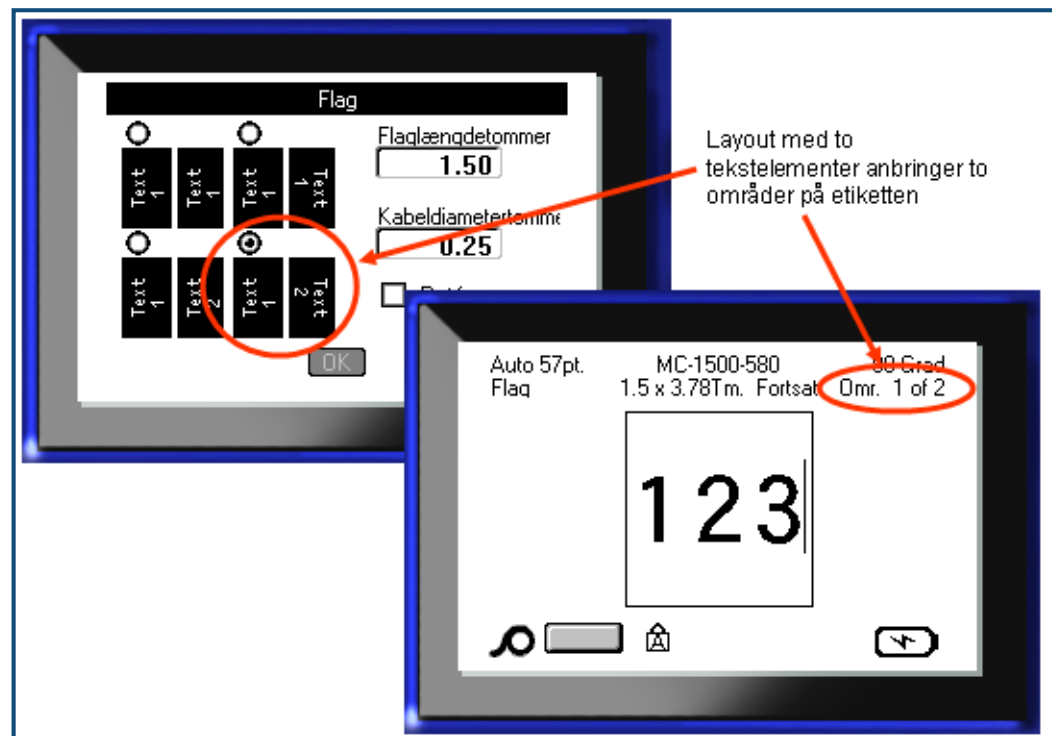 Flag
Flaglængdetommer
1.50
Kabeldiametertomme
0.25
Text 1
Text 1
Text 1
Text 1
Text 1
Text 2
Text 1
Text 2
OK
Layout med to
tekstelementer anbringer to
områder på etiketten
Auto 57pt. MC-1500-580 Grad
Flag 1.5 x 3.78Tm. Fortsat Omr. 1 of 2
123
A